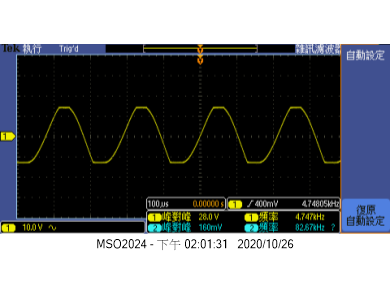 Tek 執行 Trig'd 雜訊濾波器
自動設定
1
100µs 0.00000 s 1 ∫ 400mV 4.74805kHz
1 峰對峰 28.0 V 1 頻率 4.747kHz
2 峰對峰 160mV 2 頻率 82.67kHz ?
復原
自動設定
1 10.0 V
MSO2024 - 下午 02:01:31 2020/10/26